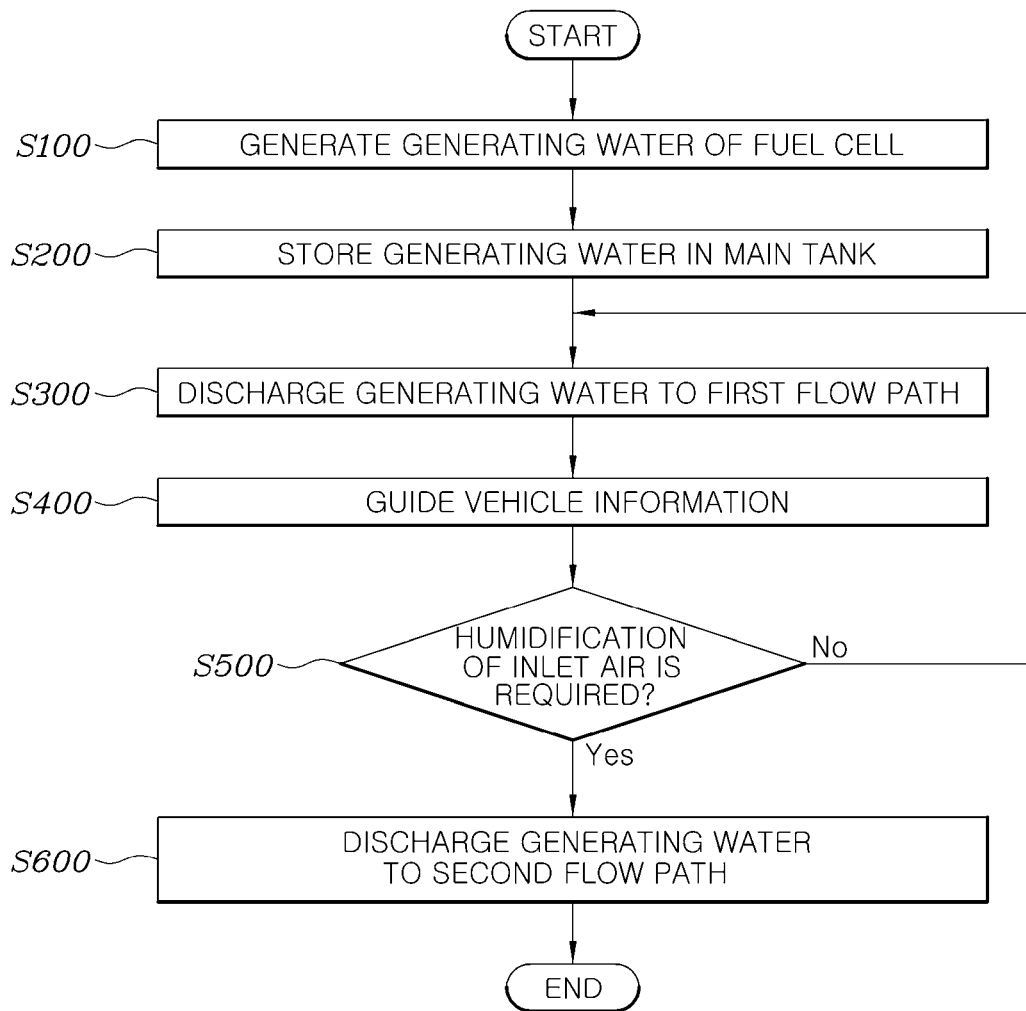 START
S100
GENERATE GENERATING WATER OF FUEL CELL
S200
STORE GENERATING WATER IN MAIN TANK
S300
DISCHARGE GENERATING WATER TO FIRST FLOW PATH
S400
GUIDE VEHICLE INFORMATION
S500
HUMIDIFICATION
OF INLET AIR IS
REQUIRED?
No
Yes
S600
DISCHARGE GENERATING WATER
TO SECOND FLOW PATH
END